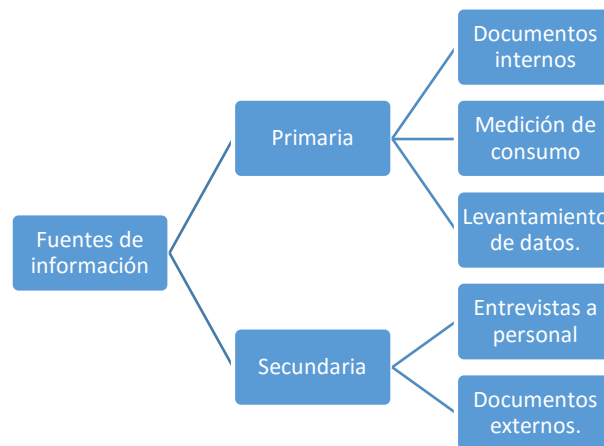 Fuentes de
información
Primaria
Documentos
internos
Medición de
consumo
Levantamiento
de datos.
Secundaria
Entrevistas a
personal
Documentos
externos.